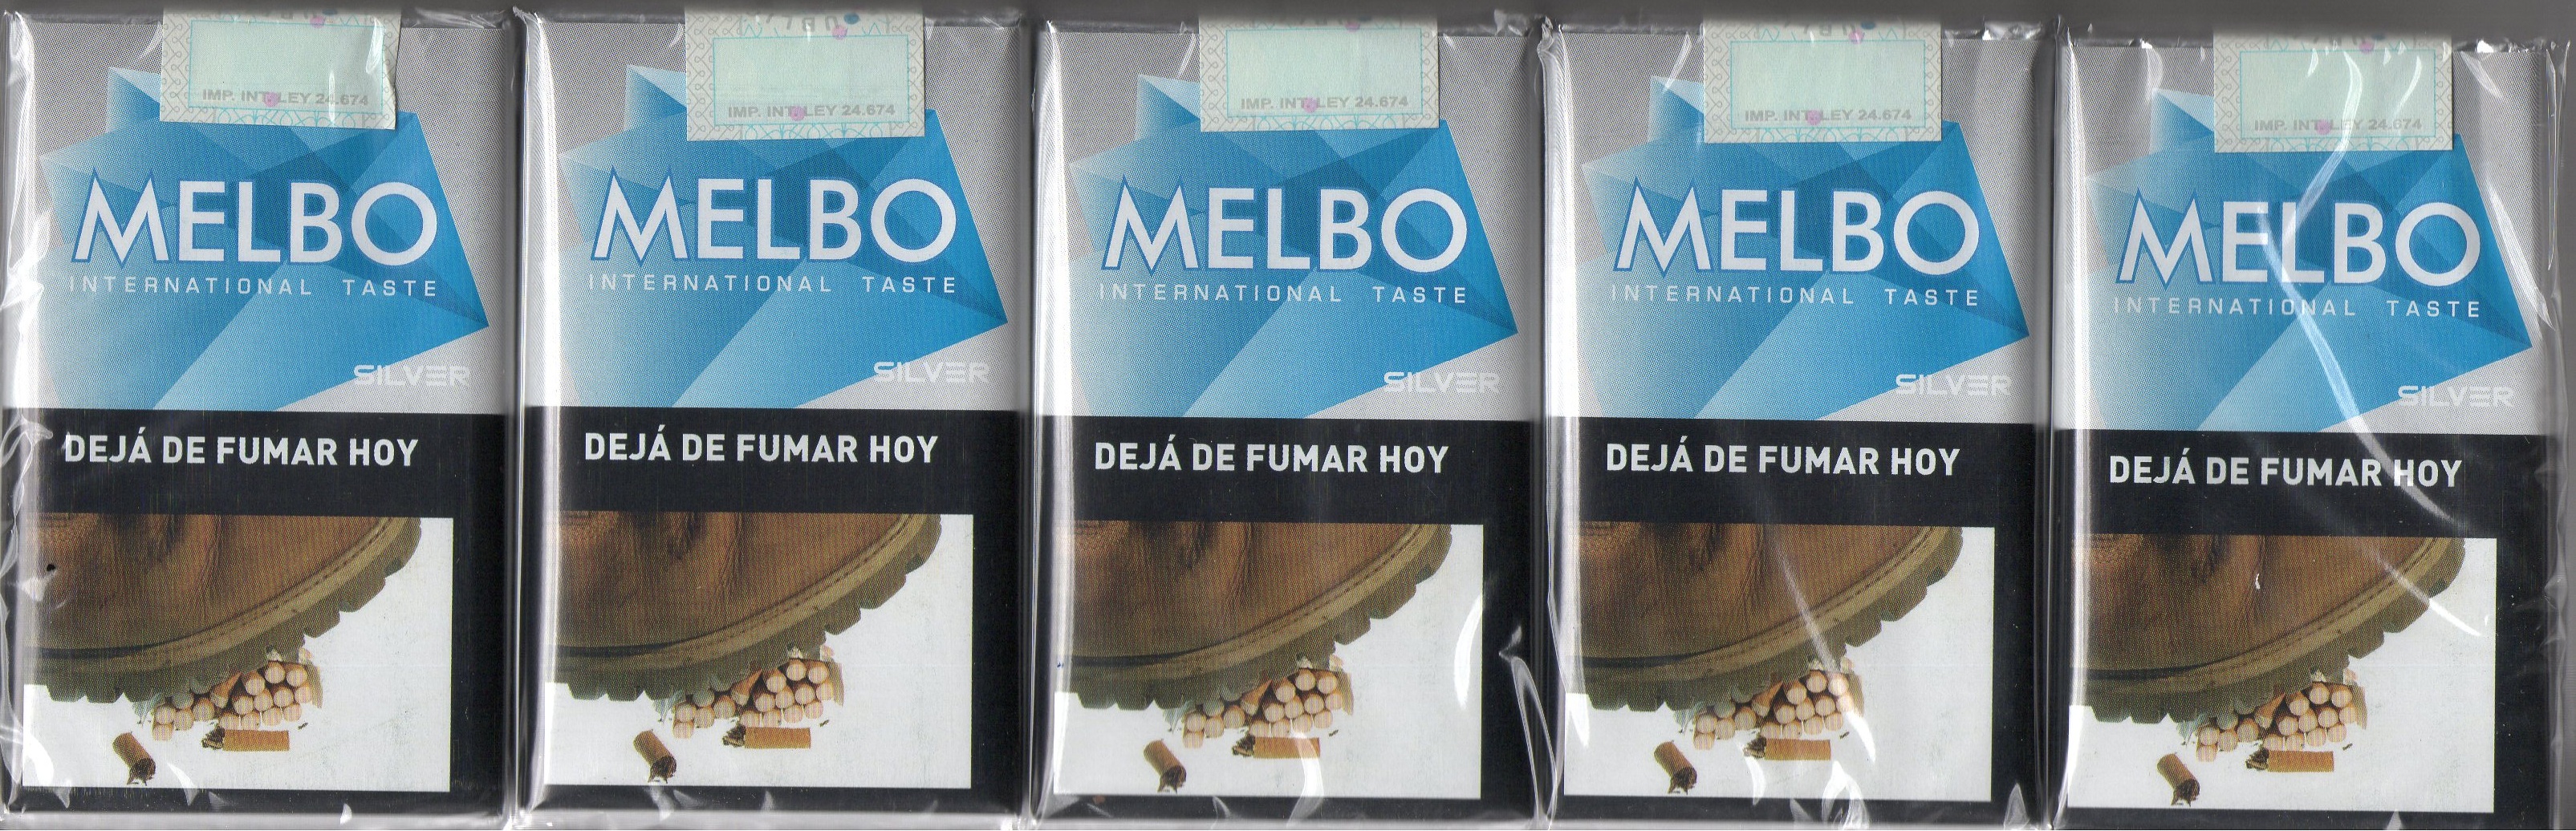 IMP. INT. LEY 24.674
MELBO
INTERNATIONAL TASTE
SILVER
DEJÁ DE FUMAR HOY
IMP. INT. LEY 24.674
MELBO
INTERNATIONAL TASTE
SILVER
DEJÁ DE FUMAR HOY
IMP. INT. LEY 24.674
MELBO
INTERNATIONAL TASTE
SILVER
DEJÁ DE FUMAR HOY
IMP. INT. LEY 24.674
MELBO
INTERNATIONAL TASTE
SILVER
DEJÁ DE FUMAR HOY
IMP. INT. LEY 24.674
MELBO
INTERNATIONAL TASTE
SILVER
DEJÁ DE FUMAR HOY